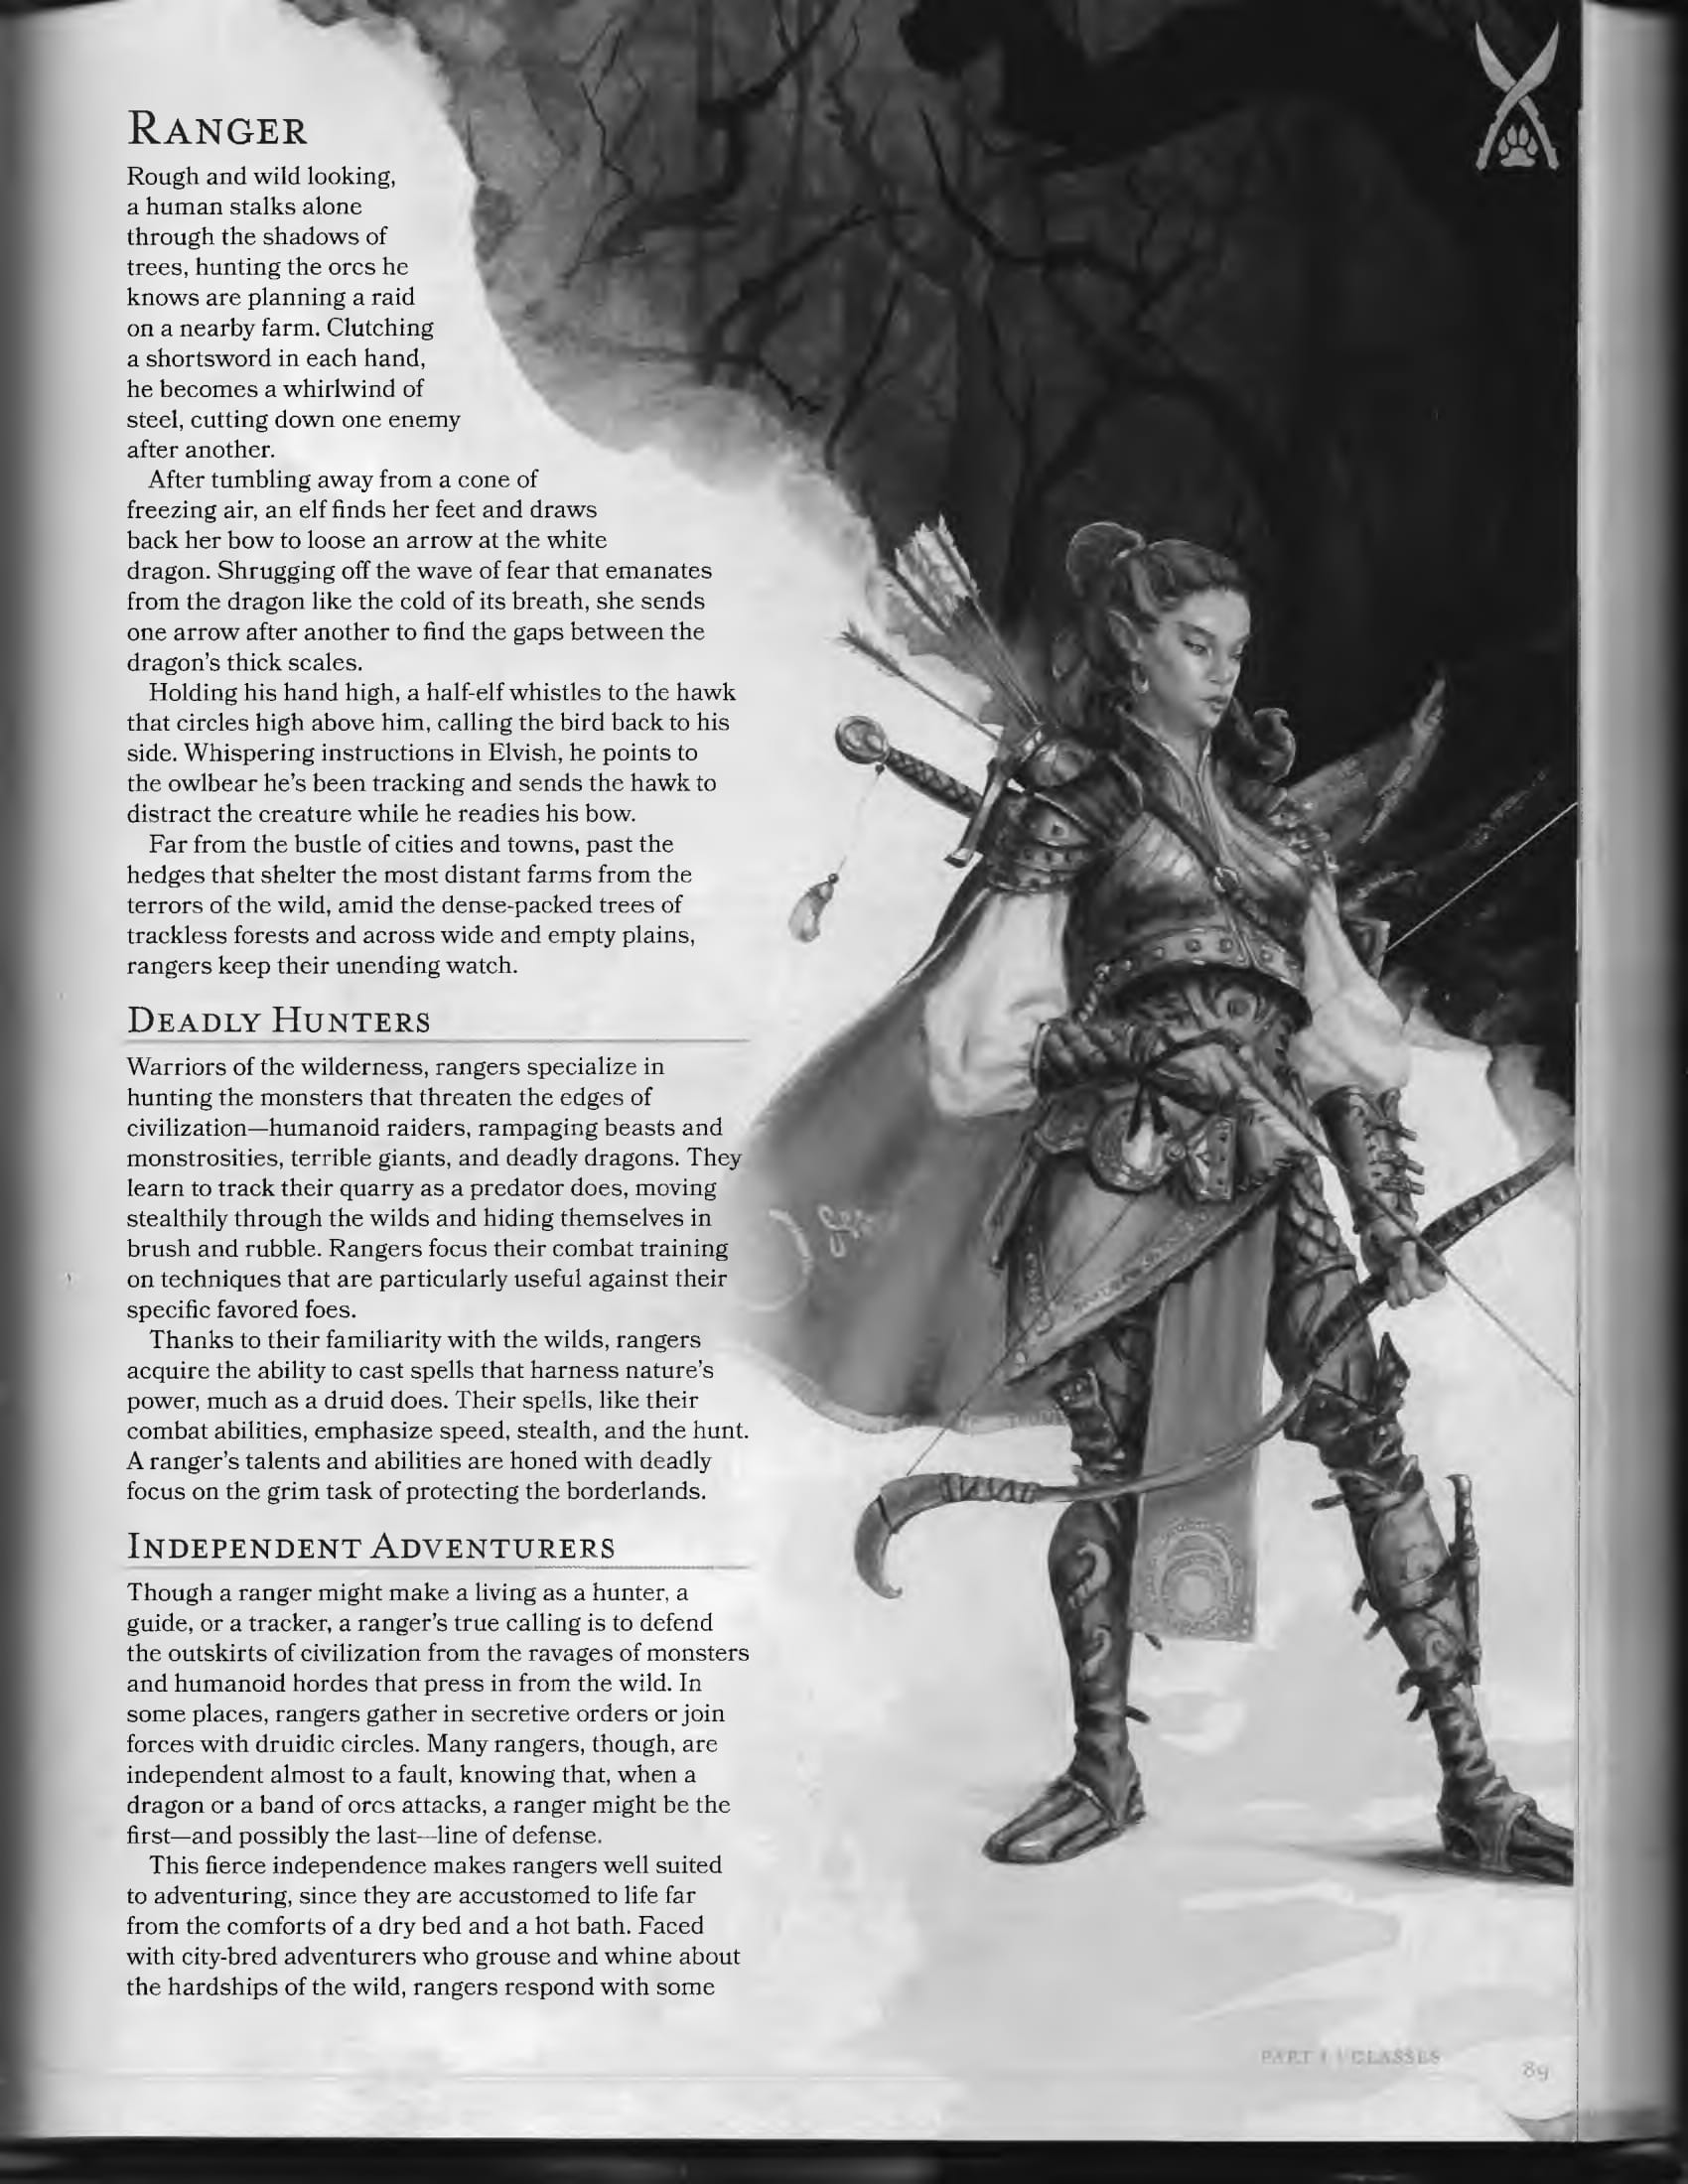 RANGER
Rough and wild looking,
a human stalks alone
through the shadows of
trees, hunting the orcs he
knows are planning a raid
on a nearby farm. Clutching
a shortsword in each hand,
he becomes a whirlwind of
steel, cutting down one enemy
after another.
After tumbling away from a cone of
freezing air, an elf finds her feet and draws
back her bow to loose an arrow at the white
dragon. Shrugging off the wave of fear that emanates
from the dragon like the cold of its breath, she sends
one arrow after another to find the gaps between the
dragon's thick scales.
Holding his hand high, a half-elf whistles to the hawk
that circles high above him, calling the bird back to his
side. Whispering instructions in Elvish, he points to
the owlbear he's been tracking and sends the hawk to
distract the creature while he readies his bow.
Far from the bustle of cities and towns, past the
hedges that shelter the most distant farms from the
terrors of the wild, amid the dense-packed trees of
trackless forests and across wide and empty plains,
rangers keep their unending watch.
DEADLY HUNTERS
Warriors of the wilderness, rangers specialize in
hunting the monsters that threaten the edges of
civilization—humanoid raiders, rampaging beasts and
monstrosities, terrible giants, and deadly dragons. They
learn to track their quarry as a predator does, moving
stealthily through the wilds and hiding themselves in
brush and rubble. Rangers focus their combat training
on techniques that are particularly useful against their
specific favored foes.
Thanks to their familiarity with the wilds, rangers
acquire the ability to cast spells that harness nature's
power, much as a druid does. Their spells, like their
combat abilities, emphasize speed, stealth, and the hunt.
A ranger's talents and abilities are honed with deadly
focus on the grim task of protecting the borderlands.
INDEPENDENT ADVENTURERS
Though a ranger might make a living as a hunter, a
guide, or a tracker, a ranger's true calling is to defend
the outskirts of civilization from the ravages of monsters
and humanoid hordes that press in from the wild. In
some places, rangers gather in secretive orders or join
forces with druidic circles. Many rangers, though, are
independent almost to a fault, knowing that, when a
dragon or a band of orcs attacks, a ranger might be the
first—and possibly the last—line of defense.
This fierce independence makes rangers well suited
to adventuring, since they are accustomed to life far
from the comforts of a dry bed and a hot bath. Faced
with city-bred adventurers who grouse and whine about
the hardships of the wild, rangers respond with some
PART 1 | CLASSES
89